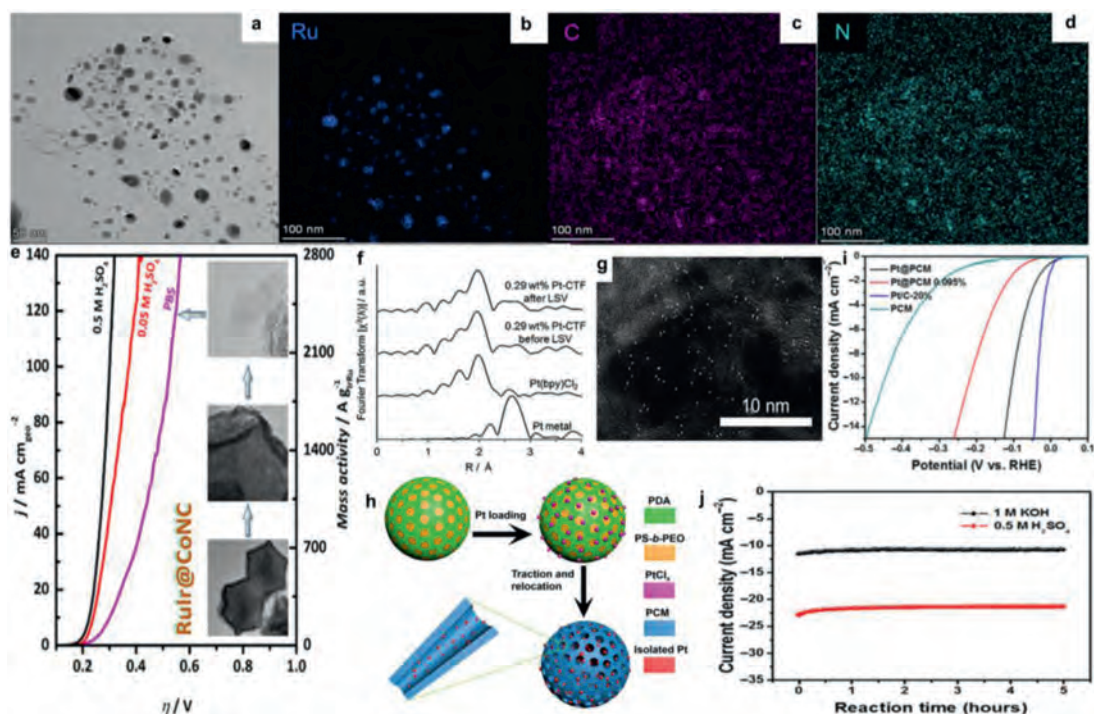 a
Ru
b
C
c
N
d
100 nm
100 nm
100 nm
e
j / mA cm⁻²geo
140
120
100
80
60
40
20
0
0.5 M H₂SO₄
0.05 M H₂SO₄
PBS
RuIr@CoNC
2800
2100
1400
700
0
Mass activity / A g⁻¹IrRu
0.2 0.4 0.6 0.8 1.0
η / V
f
Fourier Transform [χ³(k)] / a.u.
0.29 wt% Pt-CTF
after LSV
0.29 wt% Pt-CTF
before LSV
Pt(bpy)Cl₂
Pt metal
0 1 2 3 4
R / A
g
10 nm
i
Current density (mA cm⁻²)
0
−2
−4
−6
−8
−10
−12
−14
Pt@PCM
Pt@PCM 0.095%
Pt/C-20%
PCM
−0.5 −0.4 −0.3 −0.2 −0.1 0.0 0.1
Potential (V vs. RHE)
h
Pt loading
Traction and
relocation
PDA
PS-b-PEO
PtCl₄
PCM
Isolated Pt
j
Current density (mA cm⁻²)
−5
−10
−15
−20
−25
−30
−35
1 M KOH
0.5 M H₂SO₄
0 1 2 3 4 5
Reaction time (hours)